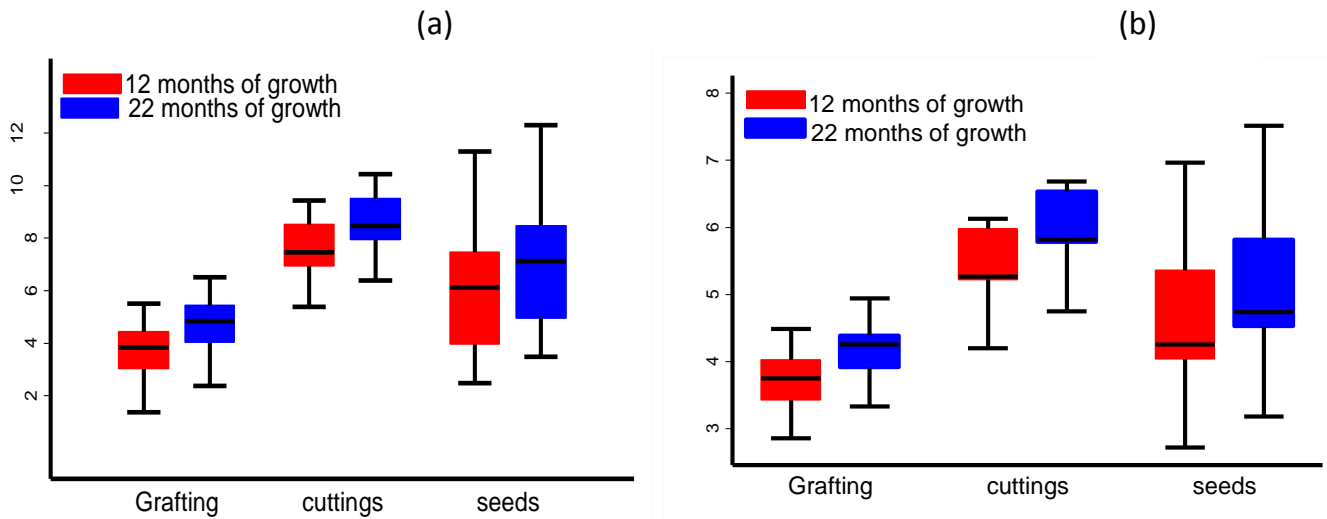 (a)
12 months of growth
22 months of growth
12
10
8
6
4
2
Grafting cuttings seeds
(b)
12 months of growth
22 months of growth
8
7
6
5
4
3
Grafting cuttings seeds